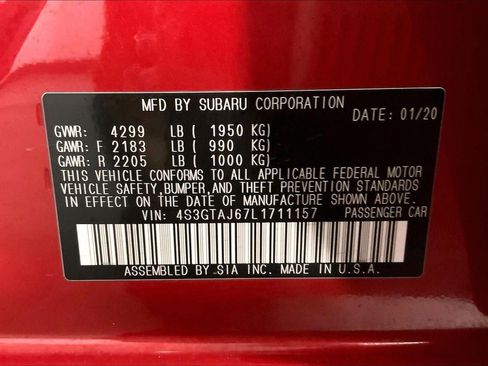 MFD BY SUBARU CORPORATION
DATE: 01/20
GVWR: 4299 LB ( 1950 KG)
GAWR: F 2183 LB ( 990 KG)
GAWR: R 2205 LB ( 1000 KG)
THIS VEHICLE CONFORMS TO ALL APPLICABLE FEDERAL MOTOR
VEHICLE SAFETY,BUMPER,AND THEFT PREVENTION STANDARDS
IN EFFECT ON THE DATE OF MANUFACTURE SHOWN ABOVE.
VIN: 4S3GTAJ67L1711157 PASSENGER CAR
ASSEMBLED BY SIA INC. MADE IN U.S.A.